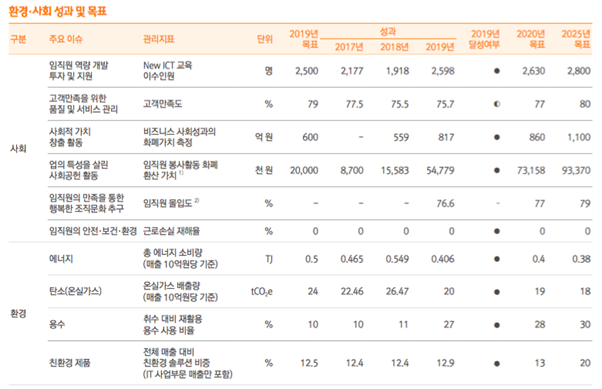 환경·사회 성과 및 목표
구분 주요 이슈 관리지표 단위 2019년 목표 성과 2019년 달성여부 2020년 목표 2025년 목표
2017년 2018년 2019년
사회
임직원 역량 개발 투자 및 지원 New ICT 교육 이수인원 명 2,500 2,177 1,918 2,598 ● 2,630 2,800
고객만족을 위한 품질 및 서비스 관리 고객만족도 % 79 77.5 75.5 75.7 ◐ 77 80
사회적 가치 창출 활동 비즈니스 사회성과의 화폐가치 측정 억 원 600 - 559 817 ● 860 1,100
업의 특성을 살린 사회공헌 활동 임직원 봉사활동 화폐 환산 가치 1) 천 원 20,000 8,700 15,583 54,779 ● 73,158 93,370
임직원의 만족을 통한 행복한 조직문화 추구 임직원 몰입도 2) % - - - 76.6 - 77 79
임직원의 안전·보건·환경 근로손실 재해율 % 0 0 0 0 ● 0 0
환경
에너지 총 에너지 소비량 (매출 10억원당 기준) TJ 0.5 0.465 0.549 0.406 ● 0.4 0.38
탄소(온실가스) 온실가스 배출량 (매출 10억원당 기준) tCO₂e 24 22.46 26.47 20 ● 19 18
용수 취수 대비 재활용 용수 사용 비율 % 10 10 11 27 ● 28 30
친환경 제품 전체 매출 대비 친환경 솔루션 비중 (IT 사업부문 매출만 포함) % 12.5 12.4 12.4 12.9 ● 13 20